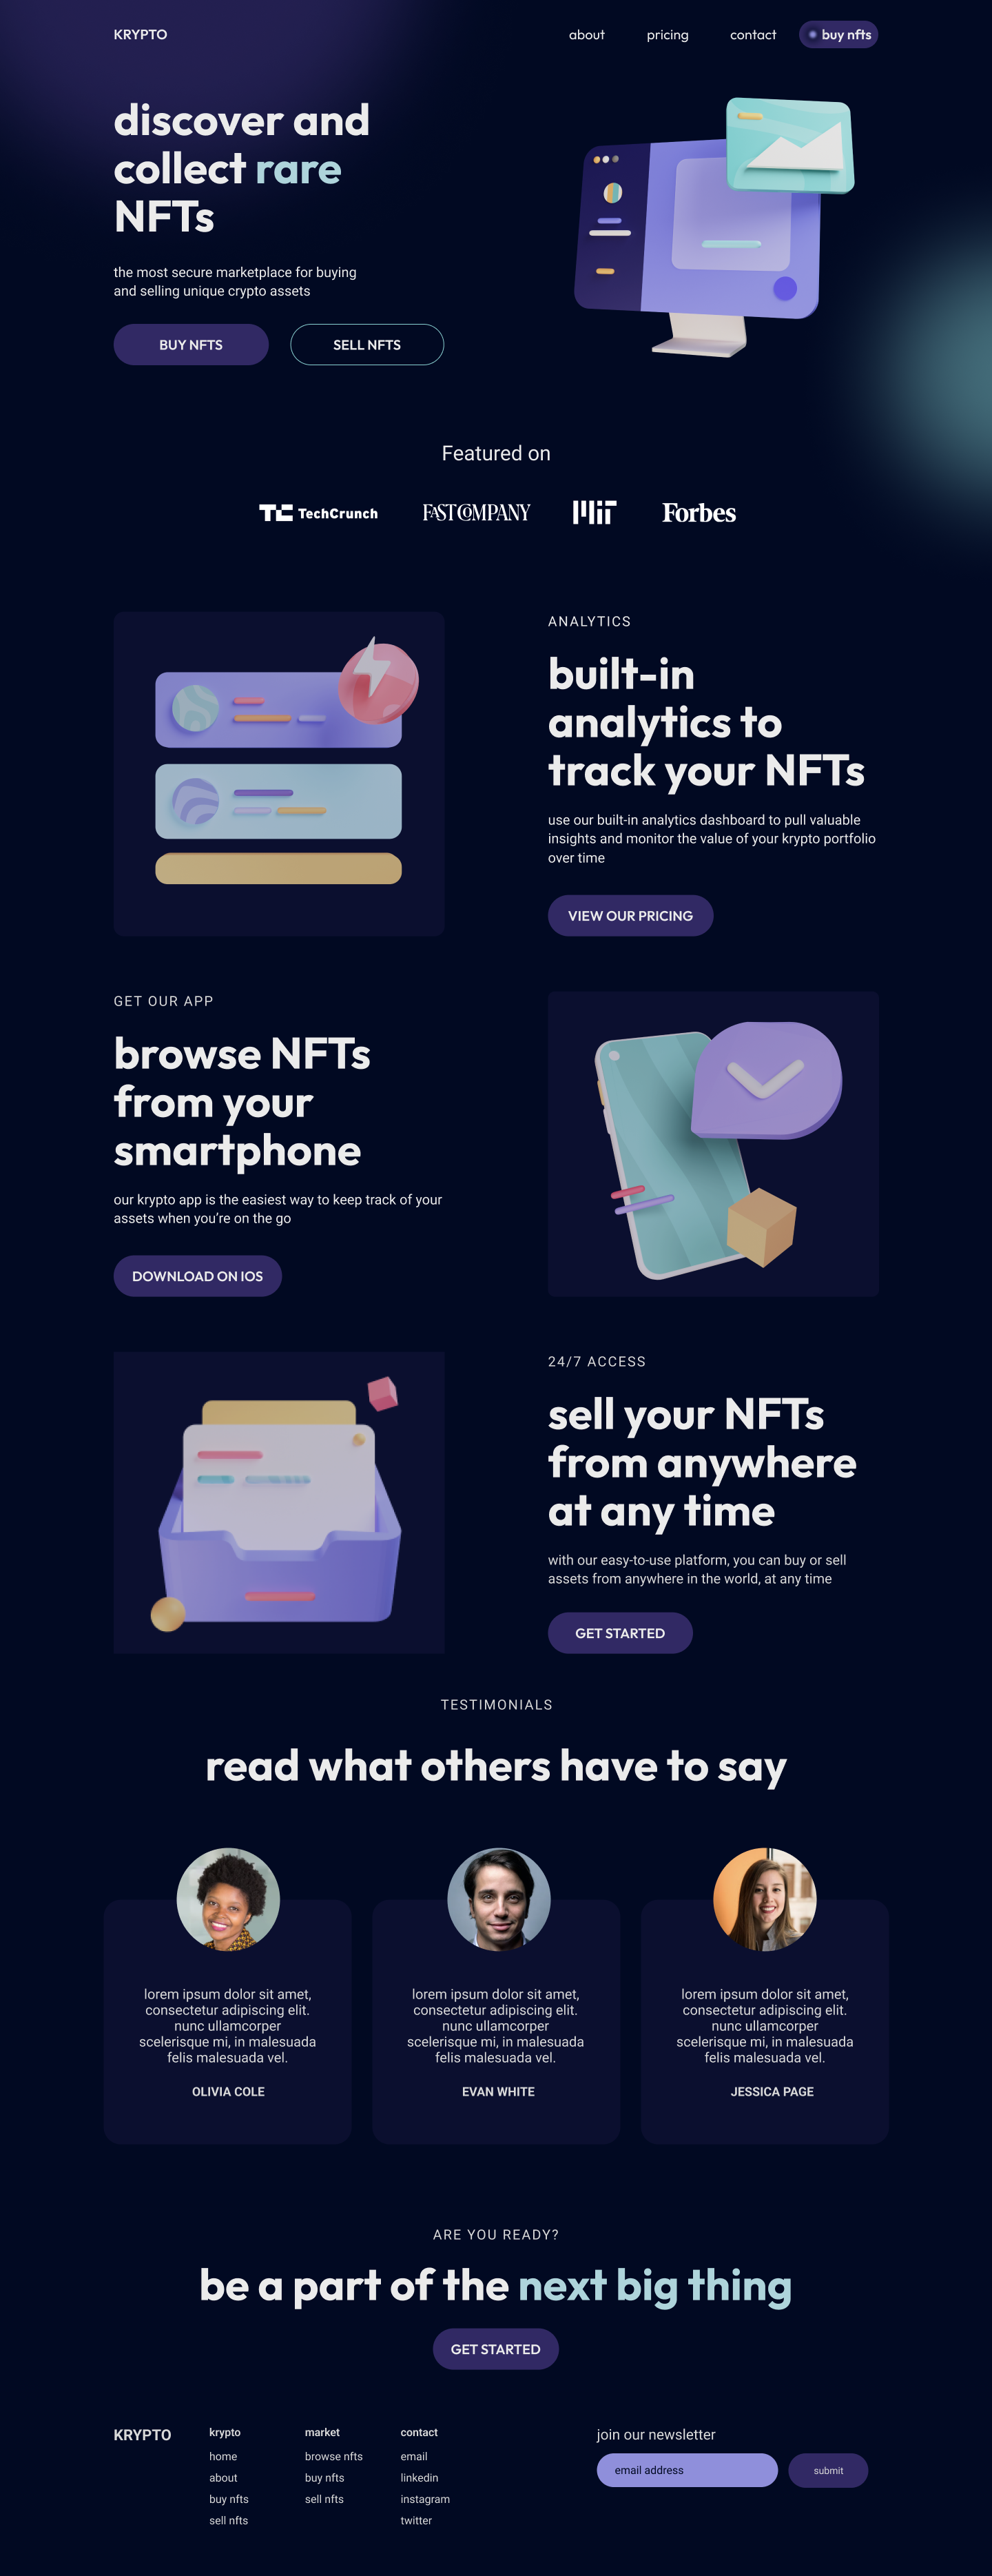 KRYPTO
about
pricing
contact
buy nfts
discover and
collect rare
NFTs
the most secure marketplace for buying
and selling unique crypto assets
BUY NFTS
SELL NFTS
Featured on
TC TechCrunch
FAST COMPANY
MIT
Forbes
ANALYTICS
built-in
analytics to
track your NFTs
use our built-in analytics dashboard to pull valuable
insights and monitor the value of your krypto portfolio
over time
VIEW OUR PRICING
GET OUR APP
browse NFTs
from your
smartphone
our krypto app is the easiest way to keep track of your
assets when you're on the go
DOWNLOAD ON IOS
24/7 ACCESS
sell your NFTs
from anywhere
at any time
with our easy-to-use platform, you can buy or sell
assets from anywhere in the world, at any time
GET STARTED
TESTIMONIALS
read what others have to say
lorem ipsum dolor sit amet,
consectetur adipiscing elit.
nunc ullamcorper
scelerisque mi, in malesuada
felis malesuada vel.
OLIVIA COLE
lorem ipsum dolor sit amet,
consectetur adipiscing elit.
nunc ullamcorper
scelerisque mi, in malesuada
felis malesuada vel.
EVAN WHITE
lorem ipsum dolor sit amet,
consectetur adipiscing elit.
nunc ullamcorper
scelerisque mi, in malesuada
felis malesuada vel.
JESSICA PAGE
ARE YOU READY?
be a part of the next big thing
GET STARTED
KRYPTO
krypto
home
about
buy nfts
sell nfts
market
browse nfts
buy nfts
sell nfts
contact
email
linkedin
instagram
twitter
join our newsletter
email address
submit